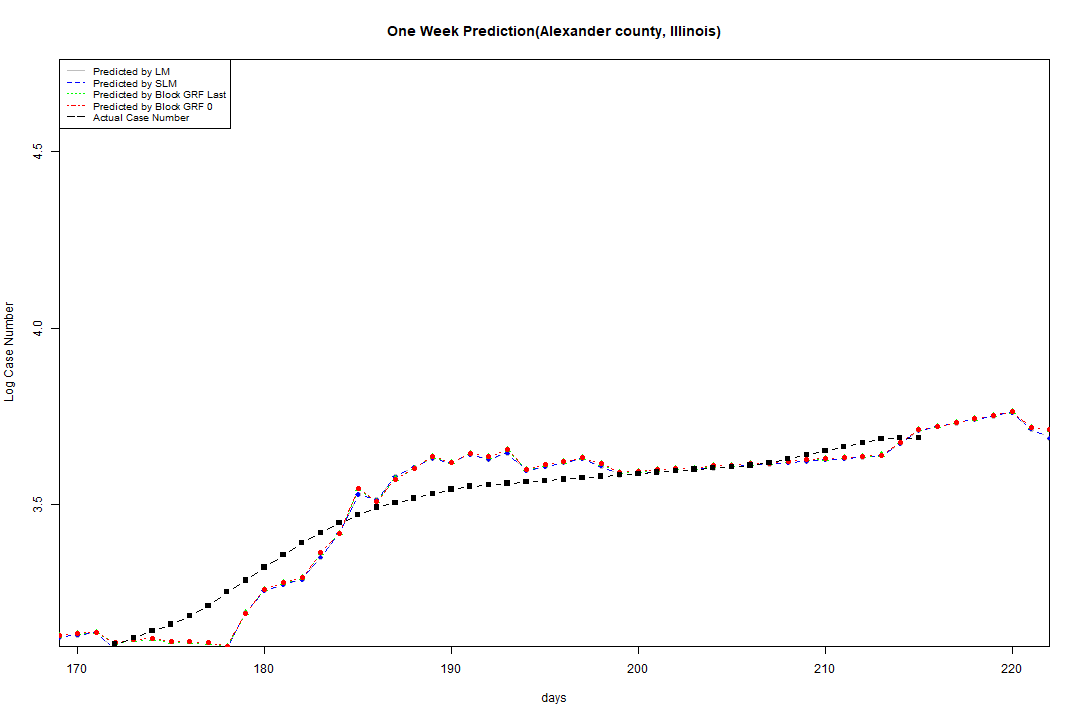 One Week Prediction(Alexander county, Illinois)
Predicted by LM
Predicted by SLM
Predicted by Block GRF Last
Predicted by Block GRF 0
Actual Case Number
4.5
4.0
3.5
Log Case Number
170 180 190 200 210 220
days